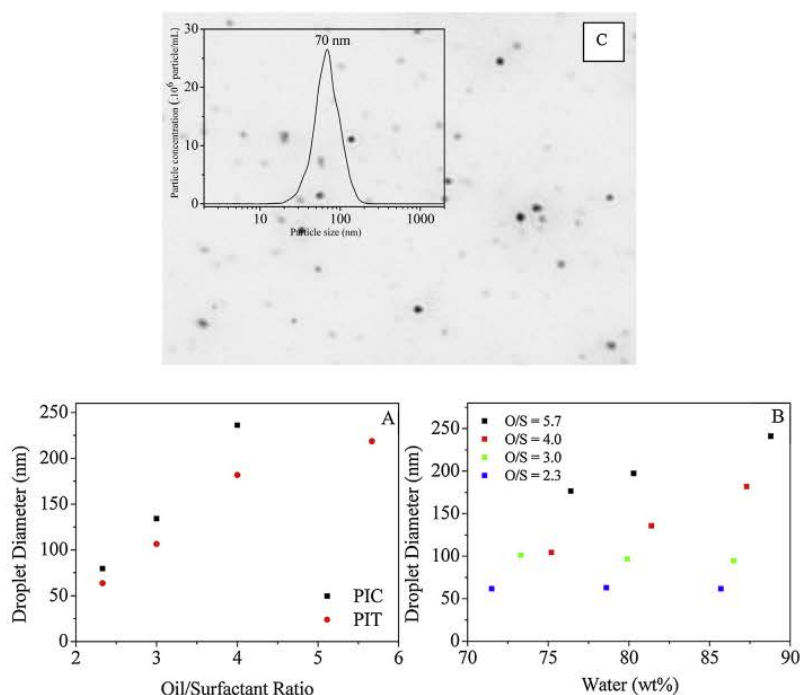 C
70 nm
30
20
10
0
Particle concentration (.10⁶ particle/mL)
10 100 1000
Particle size (nm)
A
250
200
150
100
50
0
Droplet Diameter (nm)
PIC
PIT
2 3 4 5 6
Oil/Surfactant Ratio
B
O/S = 5.7
O/S = 4.0
O/S = 3.0
O/S = 2.3
250
200
150
100
50
0
Droplet Diameter (nm)
70 75 80 85 90
Water (wt%)